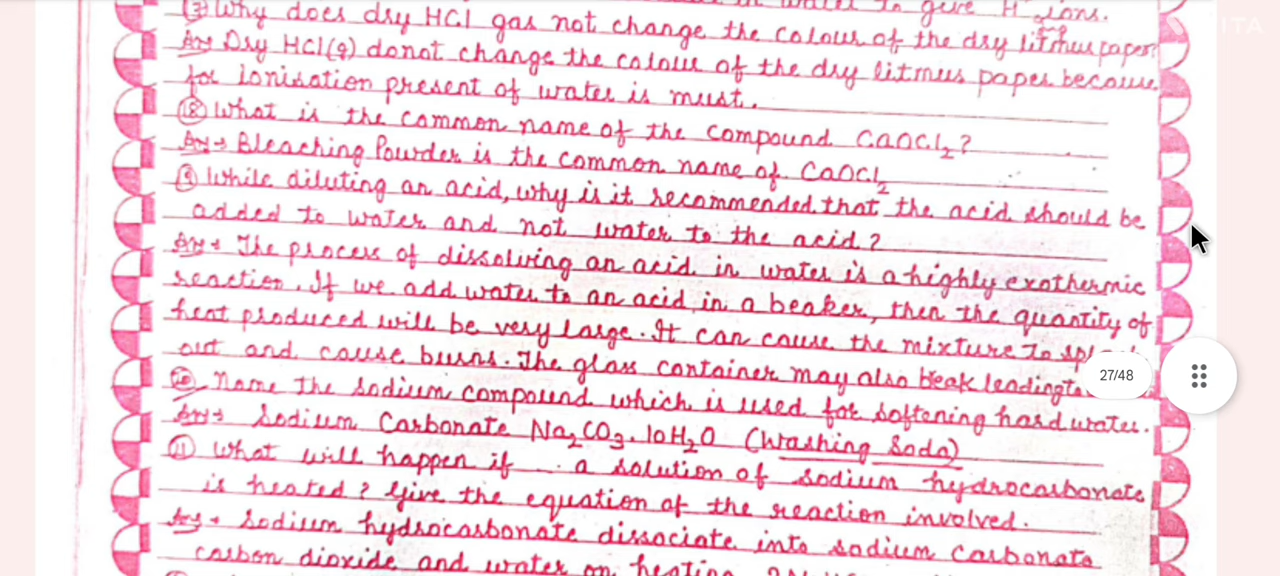 in water to give H⁺ ions.
(7) Why does dry HCl gas not change the colour of the dry litmus paper?
Ans Dry HCl(g) donot change the colour of the dry litmus paper because
for ionisation present of water is must.
(8) What is the common name of the compound CaOCl₂?
Ans→ Bleaching Powder is the common name of CaOCl₂
(9) While diluting an acid, why is it recommended that the acid should be
added to water and not water to the acid?
Ans→ The process of dissolving an acid in water is a highly exothermic
reaction. If we add water to an acid in a beaker, then the quantity of
heat produced will be very large. It can cause the mixture to
out and cause burns. The glass container may also break leading to
27/48
(10) Name the sodium compound which is used for softening hard water.
Ans→ Sodium Carbonate Na₂CO₃.10H₂O (Washing Soda)
(11) What will happen if a solution of sodium hydrocarbonate
is heated? Give the equation of the reaction involved.
Ans→ Sodium hydrocarbonate dissociate into sodium carbonate
carbon dioxide and water on heating